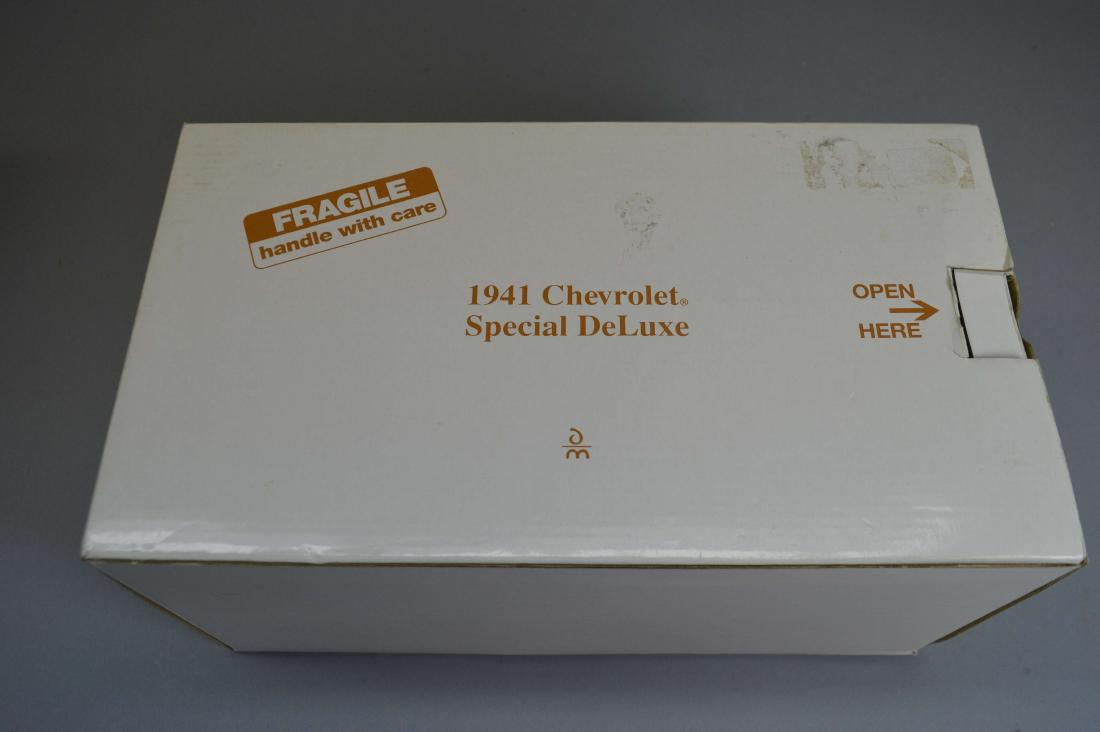 FRAGILE
handle with care
1941 Chevrolet®
Special DeLuxe
OPEN
HERE